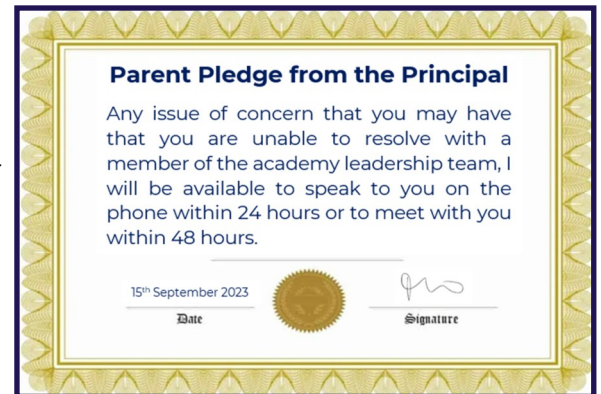 Parent Pledge from the Principal
Any issue of concern that you may have
that you are unable to resolve with a
member of the academy leadership team, I
will be available to speak to you on the
phone within 24 hours or to meet with you
within 48 hours.
15th September 2023
Date
Signature